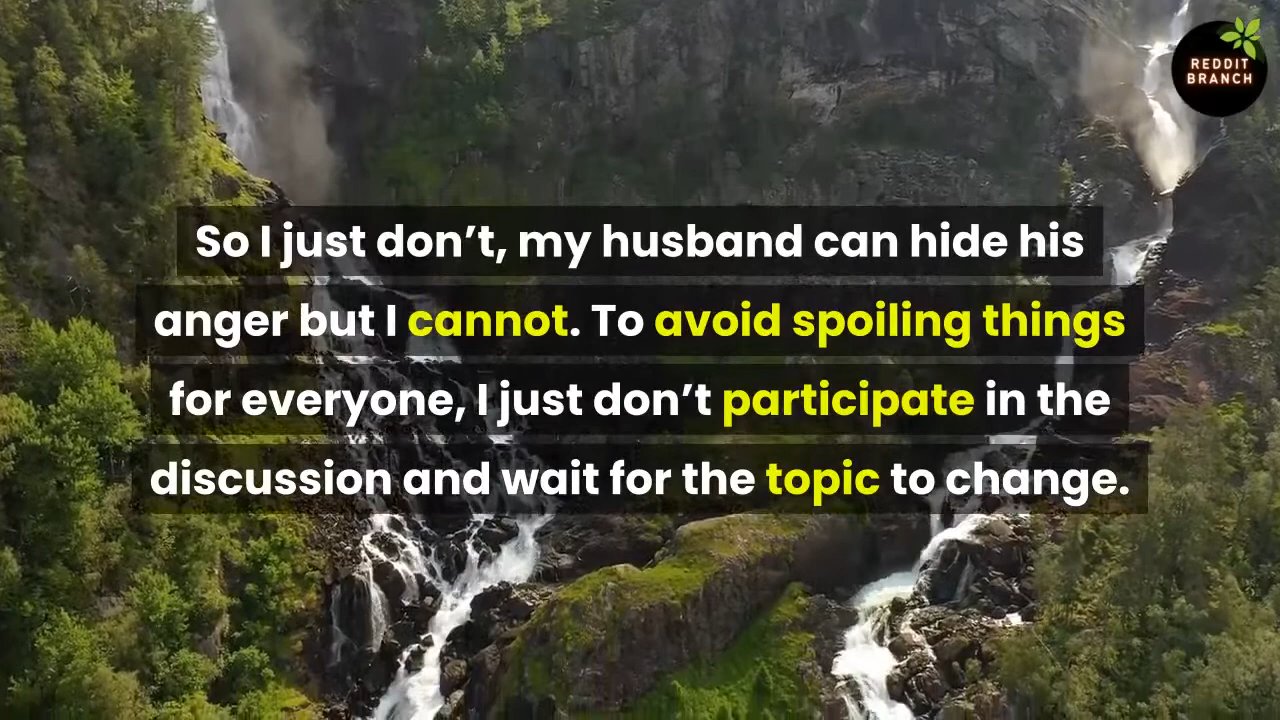 REDDIT
BRANCH
So I just don’t, my husband can hide his
anger but I cannot. To avoid spoiling things
for everyone, I just don’t participate in the
discussion and wait for the topic to change.